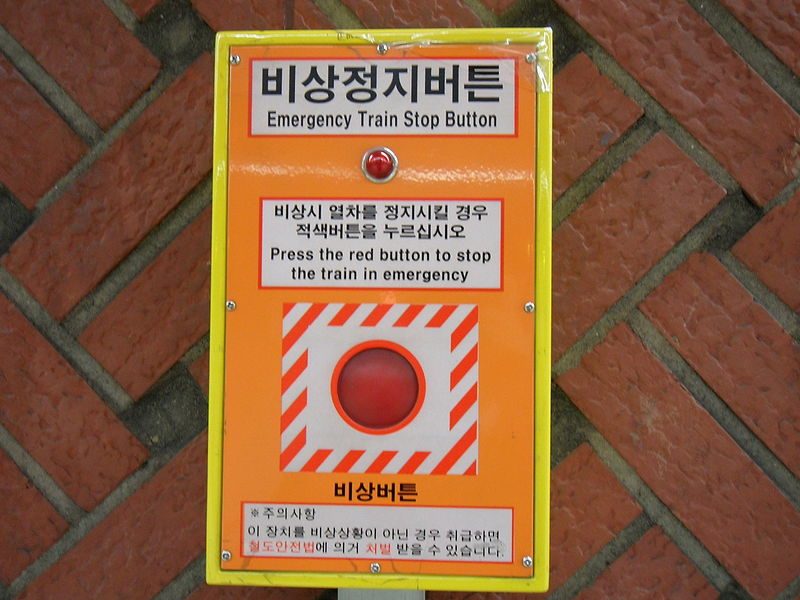 비상정지버튼
Emergency Train Stop Button
비상시 열차를 정지시킬 경우
적색버튼을 누르십시오
Press the red button to stop
the train in emergency
비상버튼
※주의사항
이 장치를 비상상황이 아닌 경우 취급하면
철도안전법에 의거 처벌 받을 수 있습니다.